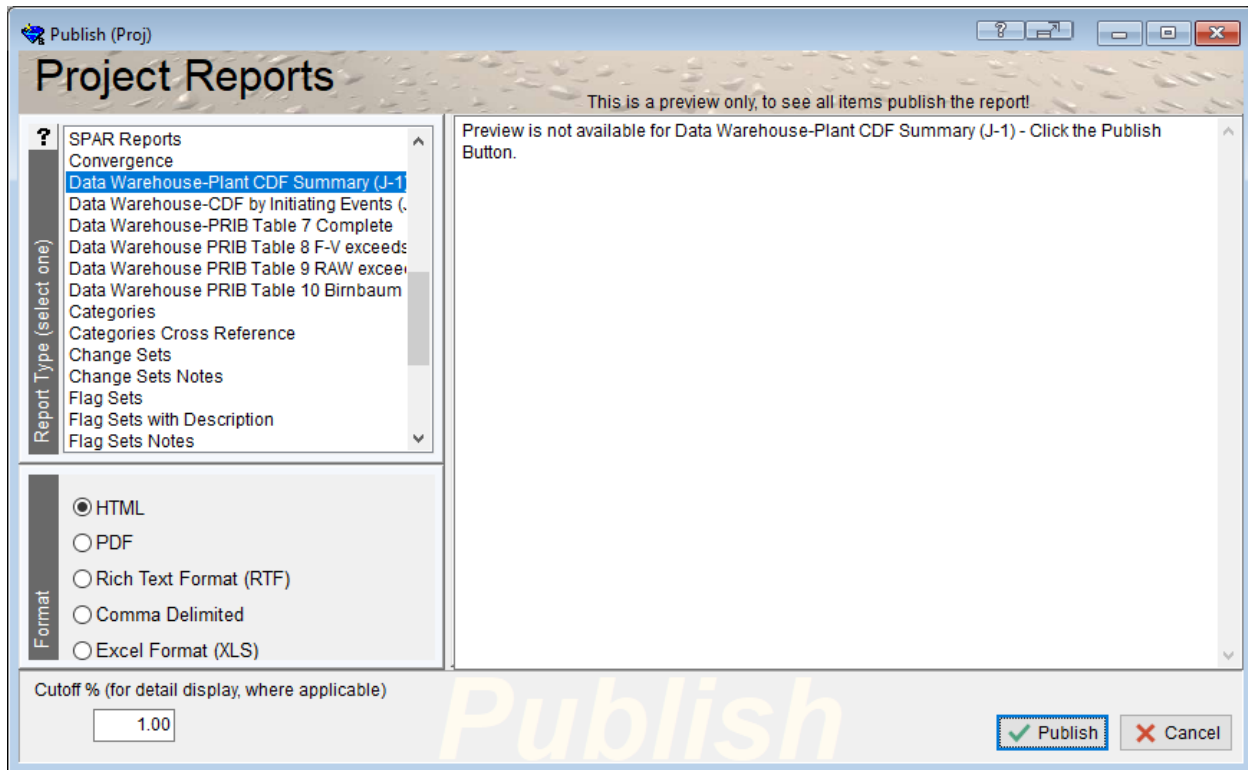 Publish (Proj)
Project Reports
This is a preview only, to see all items publish the report!
?
Report Type (select one)
SPAR Reports
Convergence
Data Warehouse-Plant CDF Summary (J-1)
Data Warehouse-CDF by Initiating Events (J
Data Warehouse-PRIB Table 7 Complete
Data Warehouse PRIB Table 8 F-V exceeds
Data Warehouse PRIB Table 9 RAW excee
Data Warehouse PRIB Table 10 Birnbaum
Categories
Categories Cross Reference
Change Sets
Change Sets Notes
Flag Sets
Flag Sets with Description
Flag Sets Notes
Preview is not available for Data Warehouse-Plant CDF Summary (J-1) - Click the Publish
Button.
Format
HTML
PDF
Rich Text Format (RTF)
Comma Delimited
Excel Format (XLS)
Cutoff % (for detail display, where applicable)
1.00
Publish
Publish
Cancel